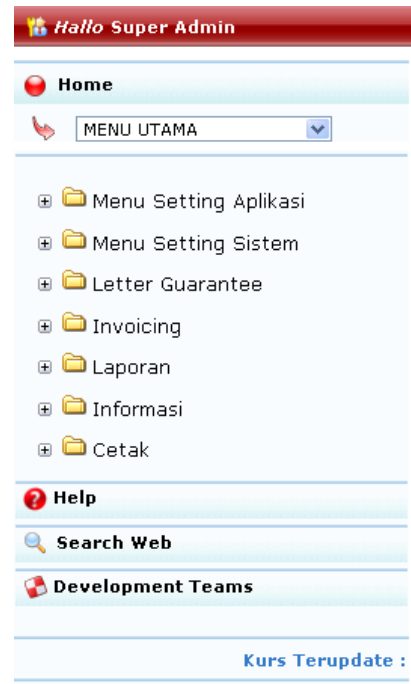 Hallo Super Admin
Home
MENU UTAMA
Menu Setting Aplikasi
Menu Setting Sistem
Letter Guarantee
Invoicing
Laporan
Informasi
Cetak
Help
Search Web
Development Teams
Kurs Terupdate :